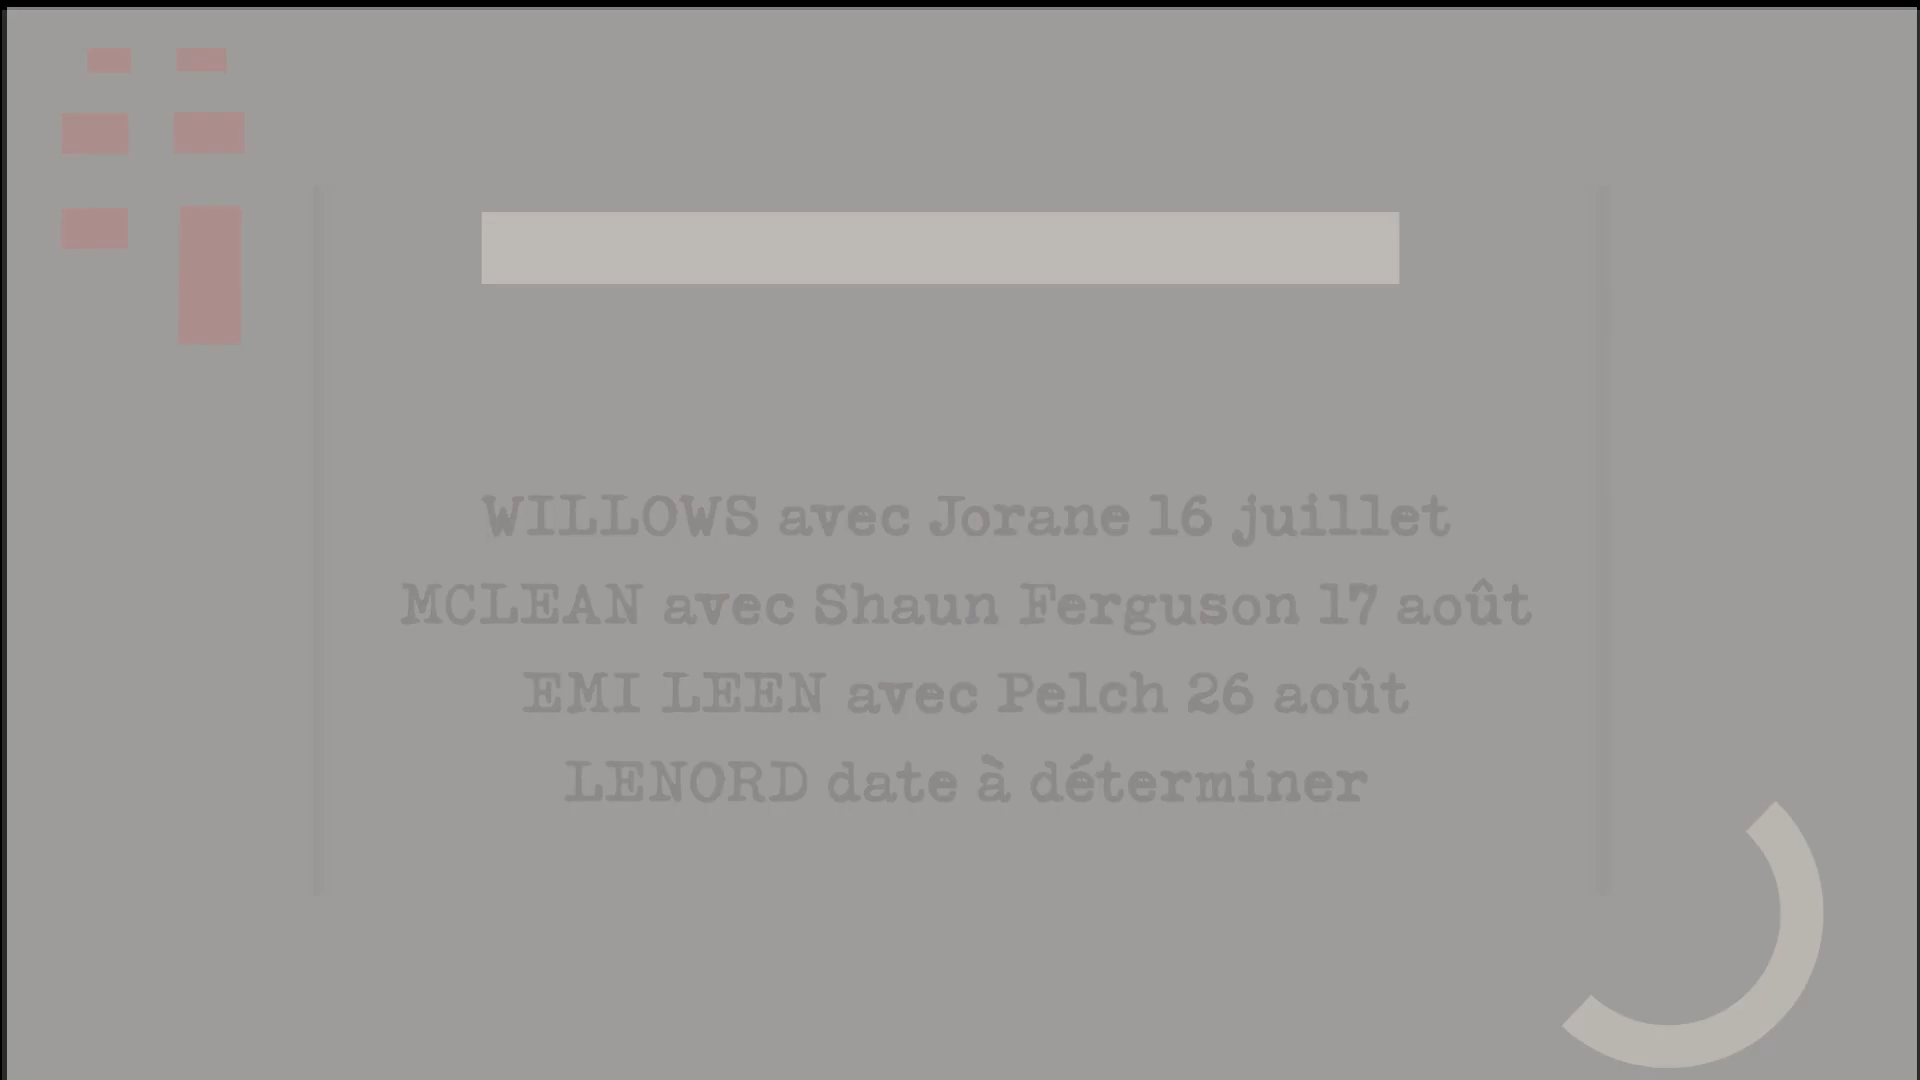 WILLOWS avec Jorane 16 juillet
MCLEAN avec Shaun Ferguson 17 août
EMI LEEN avec Pelch 26 août
LENORD date à déterminer